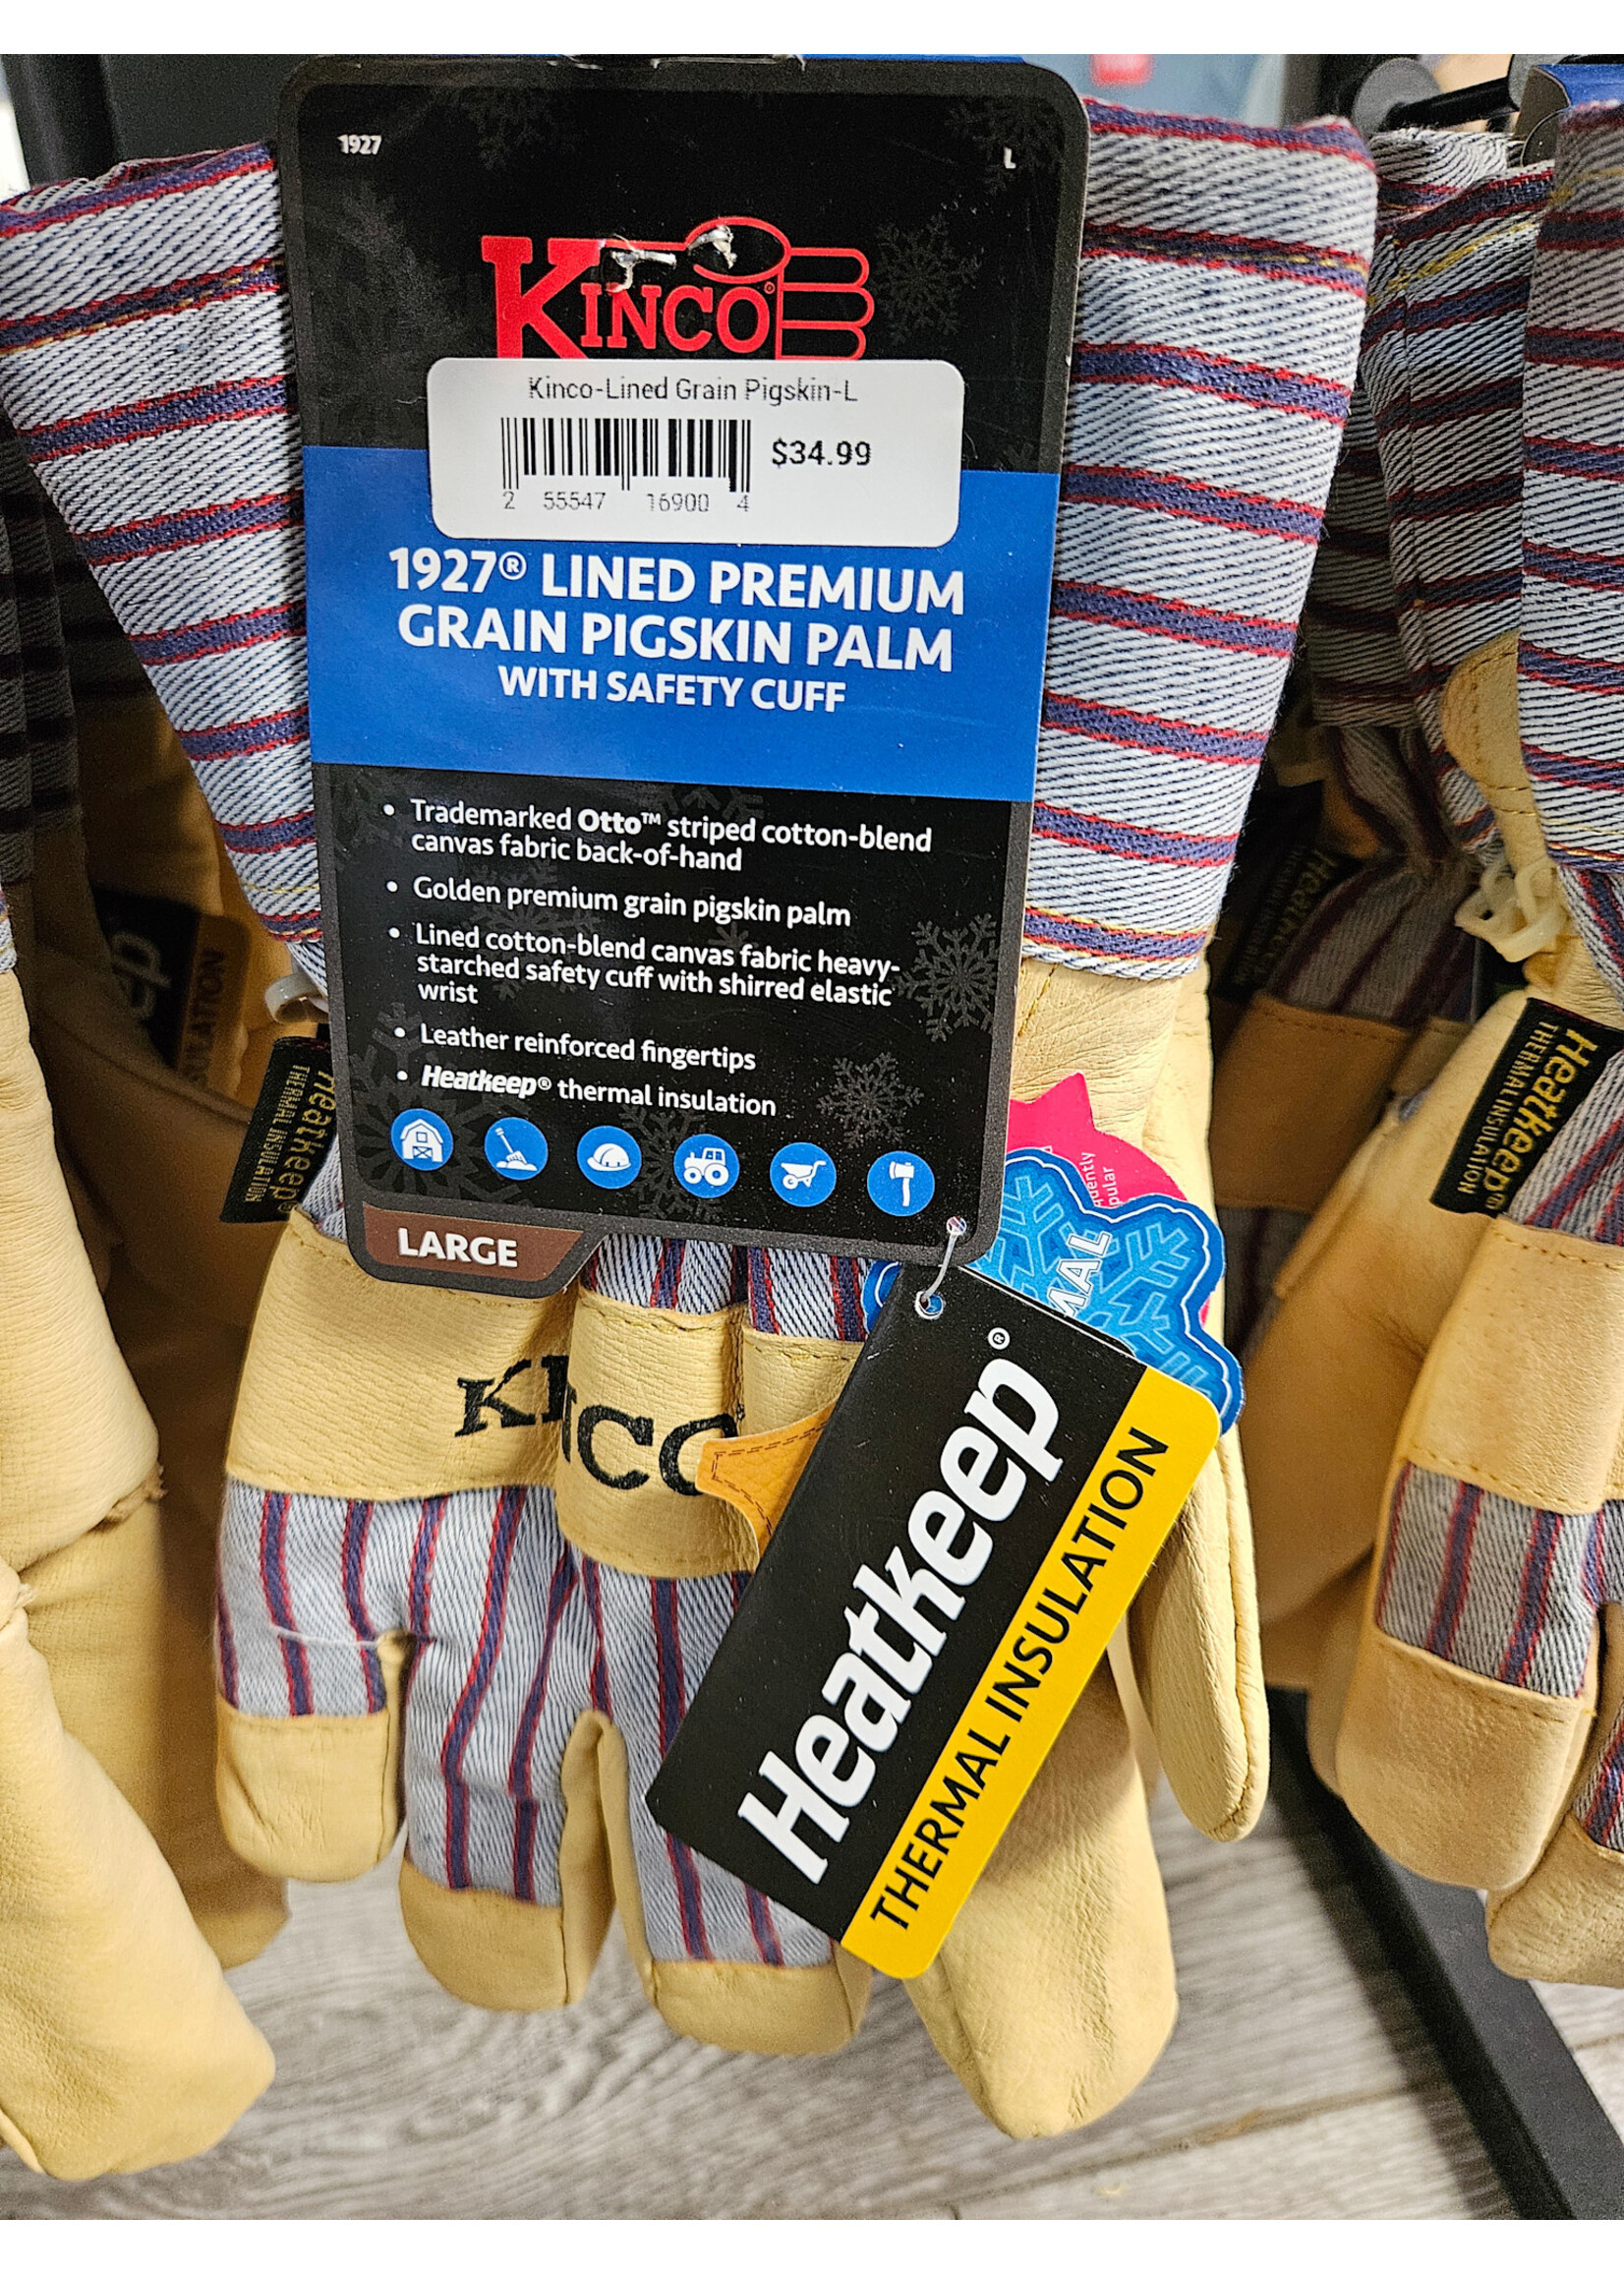 1927
L
KINCO®
Kinco-Lined Grain Pigskin-L
$34.99
2 55547 16900 4
1927® LINED PREMIUM
GRAIN PIGSKIN PALM
WITH SAFETY CUFF
• Trademarked Otto™ striped cotton-blend
canvas fabric back-of-hand
• Golden premium grain pigskin palm
• Lined cotton-blend canvas fabric heavy-
starched safety cuff with shirred elastic
wrist
• Leather reinforced fingertips
• Heatkeep® thermal insulation
LARGE
Heatkeep®
THERMAL INSULATION
KINCO
Heatkeep®
THERMAL INSULATION
Heatkeep®
THERMAL INSULATION
Heatkeep